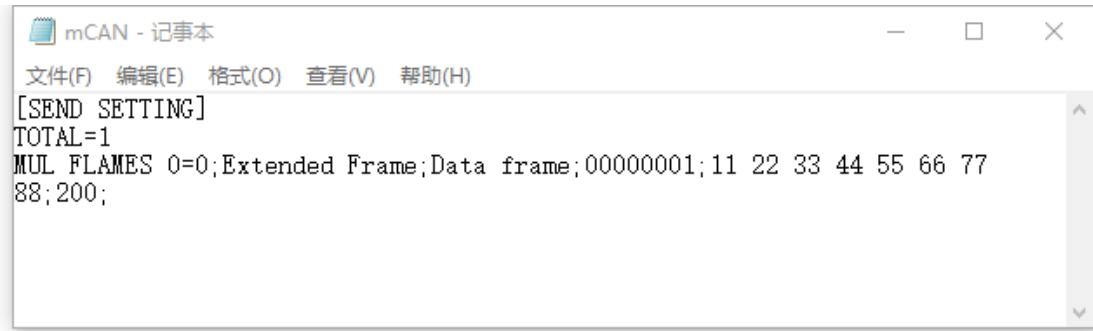 mCAN - 记事本
文件(F) 编辑(E) 格式(O) 查看(V) 帮助(H)
[SEND SETTING]
TOTAL=1
MUL FLAMES 0=0;Extended Frame;Data frame;00000001;11 22 33 44 55 66 77
88;200;